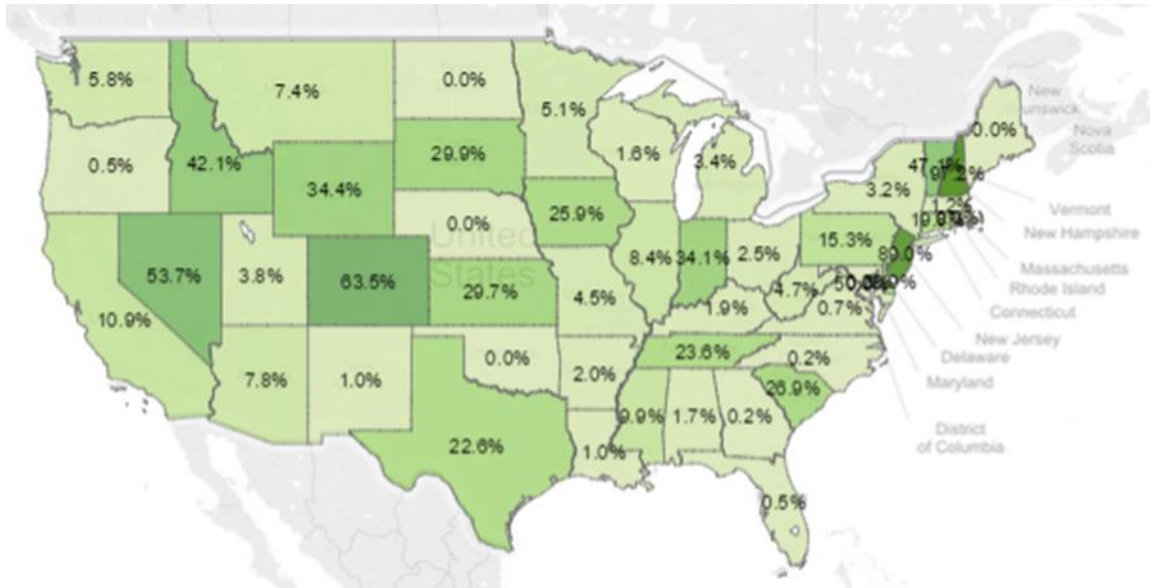 5.8%
7.4%
0.0%
5.1%
New
0.0%
Nova
Scotia
0.5%
42.1%
29.9%
1.6%
3.4%
34.4%
3.2%
1.2%
Vermont
0.0%
25.9%
New Hampshire
United
States
15.3%
Massachusetts
53.7%
3.8%
63.5%
8.4%
34.1%
2.5%
Rhode Island
29.7%
4.5%
4.7%
Connecticut
10.9%
1.9%
0.7%
New Jersey
0.0%
23.6%
0.2%
Delaware
7.8%
1.0%
2.0%
26.9%
Maryland
9.9%
1.7%
0.2%
District
of Columbia
22.6%
1.0%
0.5%